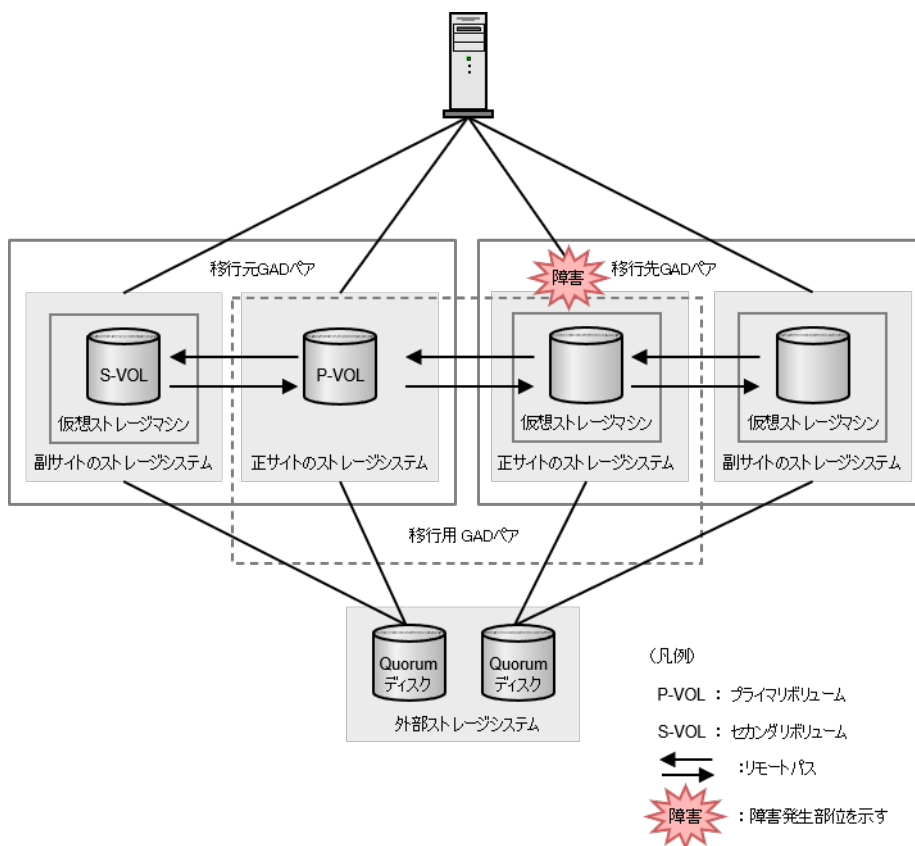 移行元GADペア
障害
移行先GADペア
S-VOL
P-VOL
仮想ストレージマシン
仮想ストレージマシン
仮想ストレージマシン
副サイトのストレージシステム
正サイトのストレージシステム
正サイトのストレージシステム
副サイトのストレージシステム
移行用 GADペア
Quorum
ディスク
Quorum
ディスク
外部ストレージシステム
(凡例)
P-VOL : プライマリボリューム
S-VOL : セカンダリボリューム
:リモートパス
障害 : 障害発生部位を示す